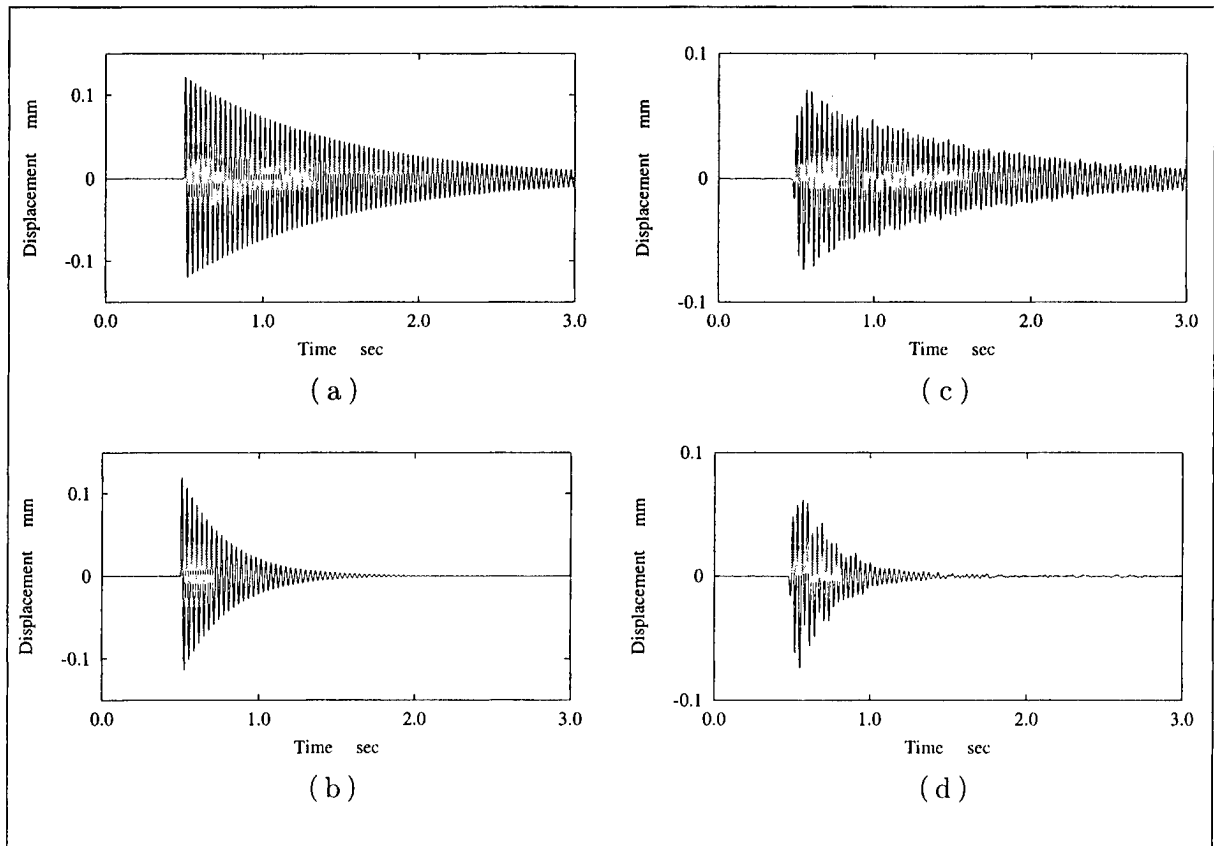 Displacement mm
0.1
0
-0.1
0.0 1.0 2.0 3.0
Time sec
( a )
Displacement mm
0.1
0
-0.1
0.0 1.0 2.0 3.0
Time sec
( c )
Displacement mm
0.1
0
-0.1
0.0 1.0 2.0 3.0
Time sec
( b )
Displacement mm
0.1
0
-0.1
0.0 1.0 2.0 3.0
Time sec
( d )